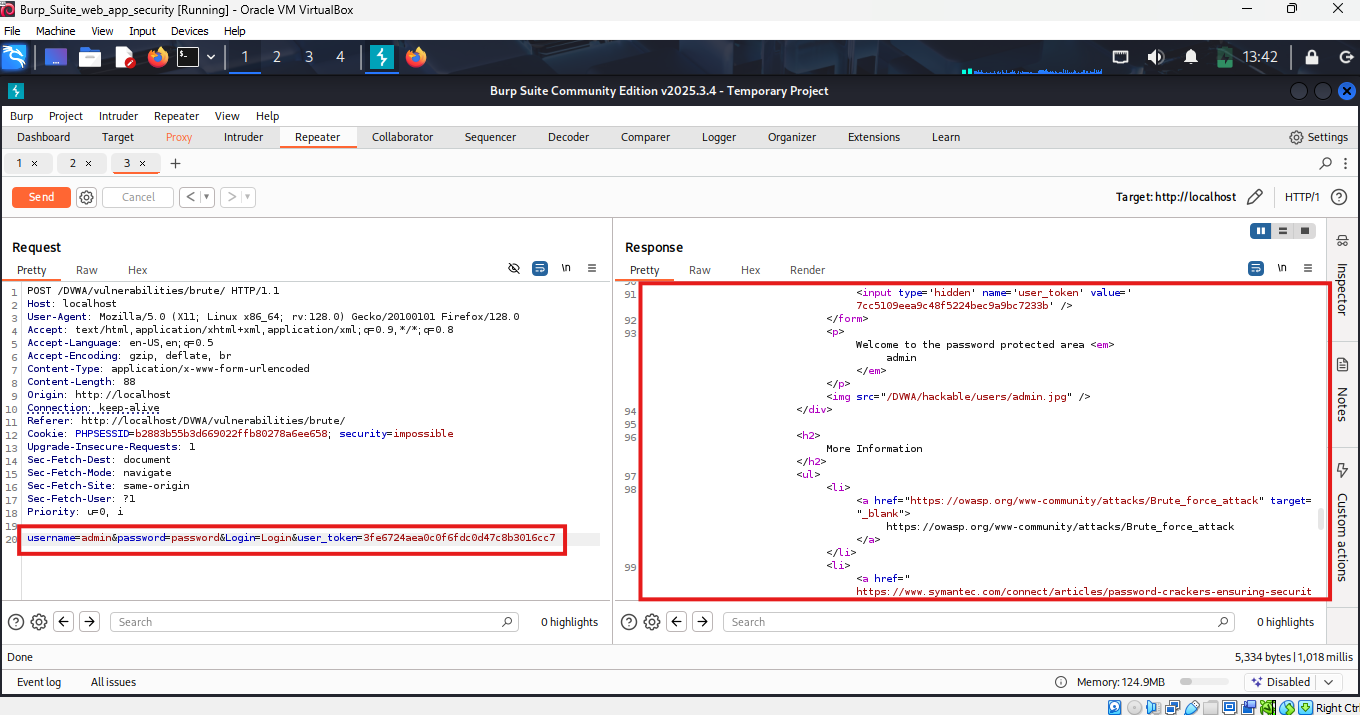 Burp_Suite_web_app_security [Running] - Oracle VM VirtualBox
File Machine View Input Devices Help
1 2 3 4 13:42
Burp Suite Community Edition v2025.3.4 - Temporary Project
Burp Project Intruder Repeater View Help
Dashboard Target Proxy Intruder Repeater Collaborator Sequencer Decoder Comparer Logger Organizer Extensions Learn Settings
1 × 2 × 3 × +
Send Cancel < > Target: http://localhost HTTP/1
Request
Pretty Raw Hex \n
1 POST /DVWA/vulnerabilities/brute/ HTTP/1.1
2 Host: localhost
3 User-Agent: Mozilla/5.0 (X11; Linux x86_64; rv:128.0) Gecko/20100101 Firefox/128.0
4 Accept: text/html,application/xhtml+xml,application/xml;q=0.9,*/*;q=0.8
5 Accept-Language: en-US,en;q=0.5
6 Accept-Encoding: gzip, deflate, br
7 Content-Type: application/x-www-form-urlencoded
8 Content-Length: 88
9 Origin: http://localhost
10 Connection: keep-alive
11 Referer: http://localhost/DVWA/vulnerabilities/brute/
12 Cookie: PHPSESSID=b2883b55b3d669022ffb80278a6ee658; security=impossible
13 Upgrade-Insecure-Requests: 1
14 Sec-Fetch-Dest: document
15 Sec-Fetch-Mode: navigate
16 Sec-Fetch-Site: same-origin
17 Sec-Fetch-User: ?1
18 Priority: u=0, i
19
20 username=admin&password=password&Login=Login&user_token=3fe6724aea0c0f6fdc0d47c8b3016cc7
Search 0 highlights
Response
Pretty Raw Hex Render \n
91 <input type='hidden' name='user_token' value='
7cc5109eea9c48f5224bec9a9bc7233b' />
92 </form>
93 <p>
Welcome to the password protected area <em>
admin
</em>
</p>
<img src="/DVWA/hackable/users/admin.jpg" />
94 </div>
95
96 <h2>
More Information
</h2>
97 <ul>
98 <li>
<a href="https://owasp.org/www-community/attacks/Brute_force_attack" target=
"_blank">
https://owasp.org/www-community/attacks/Brute_force_attack
</a>
</li>
99 <li>
<a href="
https://www.symantec.com/connect/articles/password-crackers-ensuring-securit
Search 0 highlights
Inspector
Notes
Custom actions
Done 5,334 bytes | 1,018 millis
Event log All issues Memory: 124.9MB Disabled
Right Ctrl